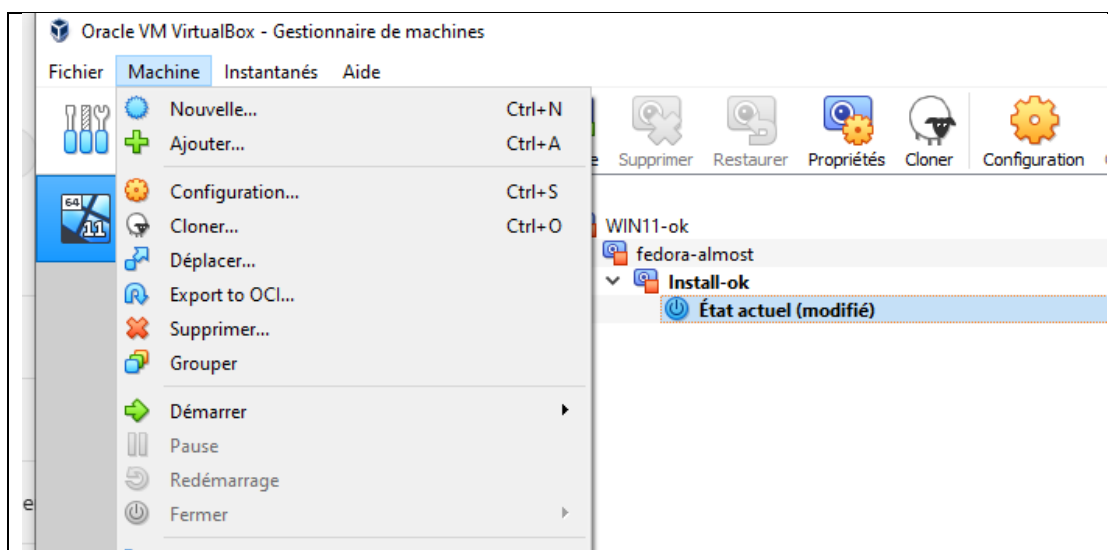 Oracle VM VirtualBox - Gestionnaire de machines
Fichier Machine Instantanés Aide
Nouvelle... Ctrl+N
Ajouter... Ctrl+A
Supprimer Restaurer Propriétés Cloner Configuration
64
11
Configuration... Ctrl+S
Cloner... Ctrl+O
WIN11-ok
Déplacer...
fedora-almost
Export to OCI...
Install-ok
Supprimer...
État actuel (modifié)
Grouper
Démarrer
Pause
Redémarrage
Fermer